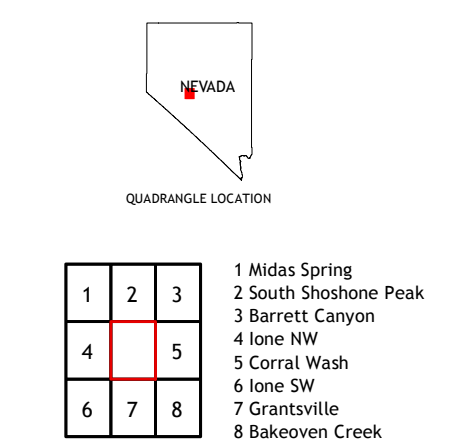 NEVADA
QUADRANGLE LOCATION
1 2 3
4 5
6 7 8
1 Midas Spring
2 South Shoshone Peak
3 Barrett Canyon
4 Ione NW
5 Corral Wash
6 Ione SW
7 Grantsville
8 Bakeoven Creek